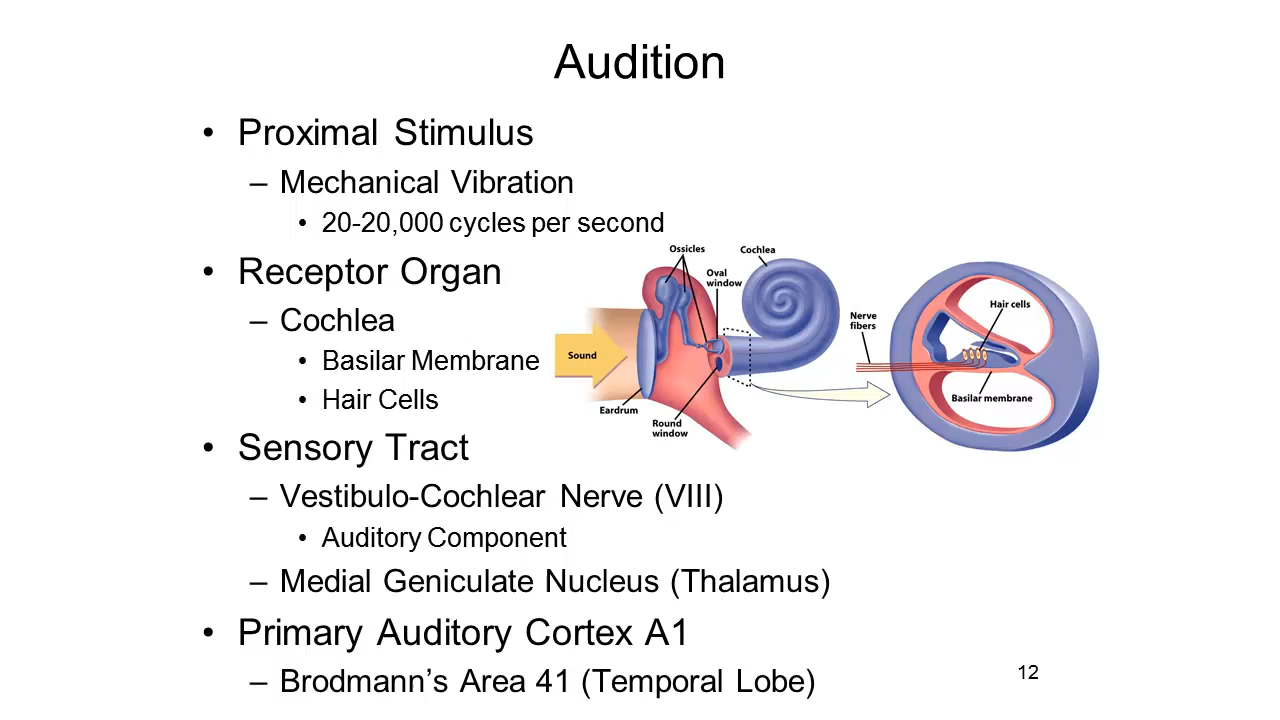 Audition
• Proximal Stimulus
– Mechanical Vibration
• 20-20,000 cycles per second
• Receptor Organ
– Cochlea
• Basilar Membrane
• Hair Cells
• Sensory Tract
– Vestibulo-Cochlear Nerve (VIII)
• Auditory Component
– Medial Geniculate Nucleus (Thalamus)
• Primary Auditory Cortex A1
– Brodmann’s Area 41 (Temporal Lobe)
Ossicles
Cochlea
Oval
window
Sound
Eardrum
Round
window
Nerve
fibers
Hair cells
Basilar membrane
12